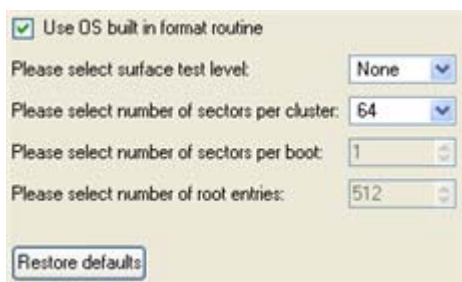 Use OS built in format routine
Please select surface test level: None
Please select number of sectors per cluster: 64
Please select number of sectors per boot: 1
Please select number of root entries: 512
Restore defaults